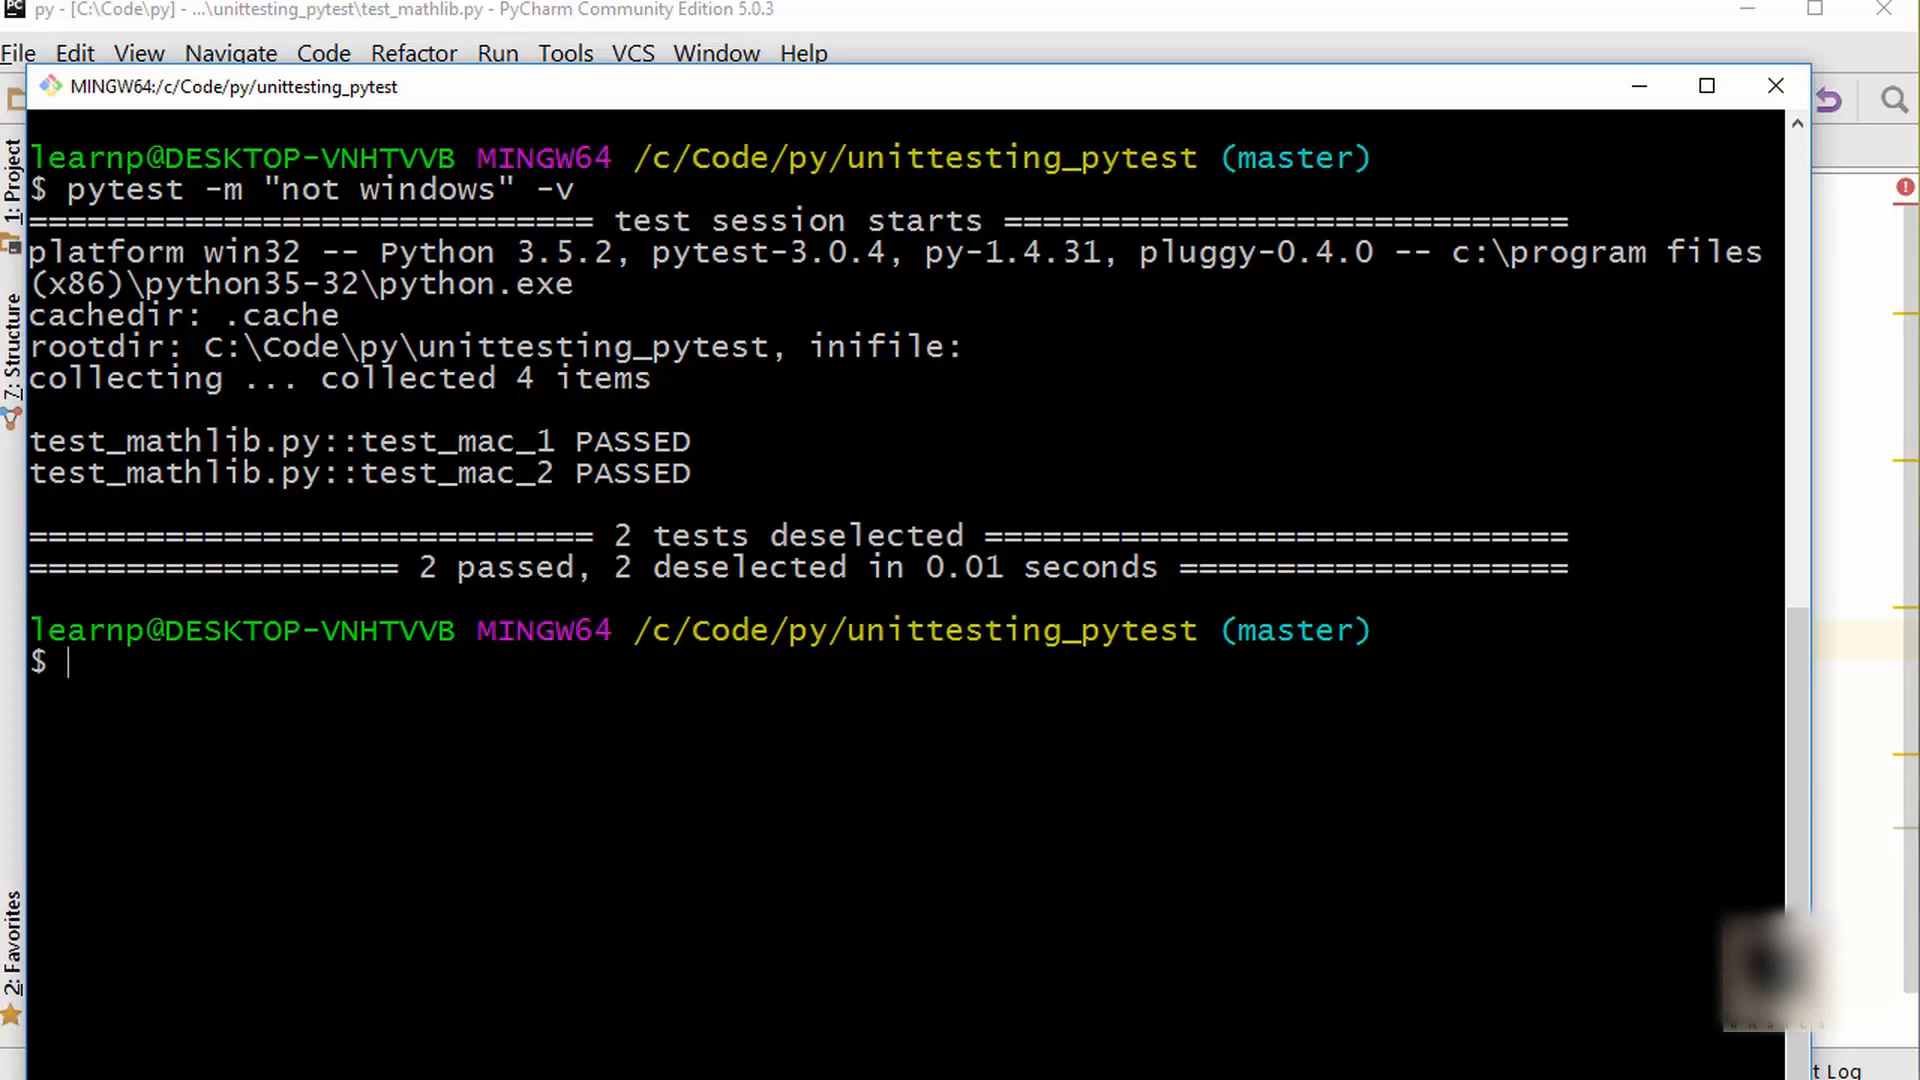 py - [C:\Code\py] - ...\unittesting_pytest\test_mathlib.py - PyCharm Community Edition 5.0.3
File Edit View Navigate Code Refactor Run Tools VCS Window Help
MINGW64:/c/Code/py/unittesting_pytest
1: Project
7: Structure
2: Favorites
learnp@DESKTOP-VNHTVVB MINGW64 /c/Code/py/unittesting_pytest (master)
$ pytest -m "not windows" -v
============================= test session starts =============================
platform win32 -- Python 3.5.2, pytest-3.0.4, py-1.4.31, pluggy-0.4.0 -- c:\program files
(x86)\python35-32\python.exe
cachedir: .cache
rootdir: C:\Code\py\unittesting_pytest, inifile:
collecting ... collected 4 items
test_mathlib.py::test_mac_1 PASSED
test_mathlib.py::test_mac_2 PASSED
============================= 2 tests deselected ==============================
=================== 2 passed, 2 deselected in 0.01 seconds ====================
learnp@DESKTOP-VNHTVVB MINGW64 /c/Code/py/unittesting_pytest (master)
$
t Log